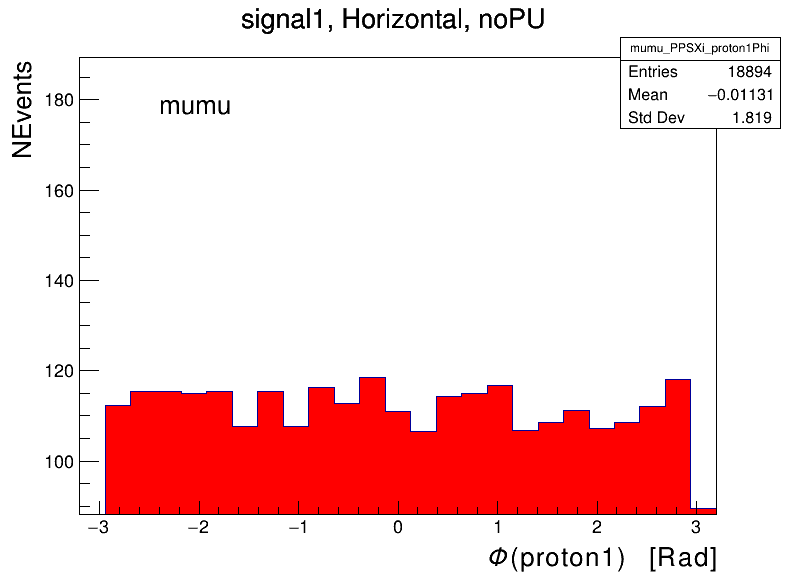 signal1, Horizontal, noPU
mumu_PPSXi_proton1Phi
Entries 18894
Mean −0.01131
Std Dev 1.819
NEvents
mumu
180
160
140
120
100
−3 −2 −1 0 1 2 3
Φ(proton1) [Rad]